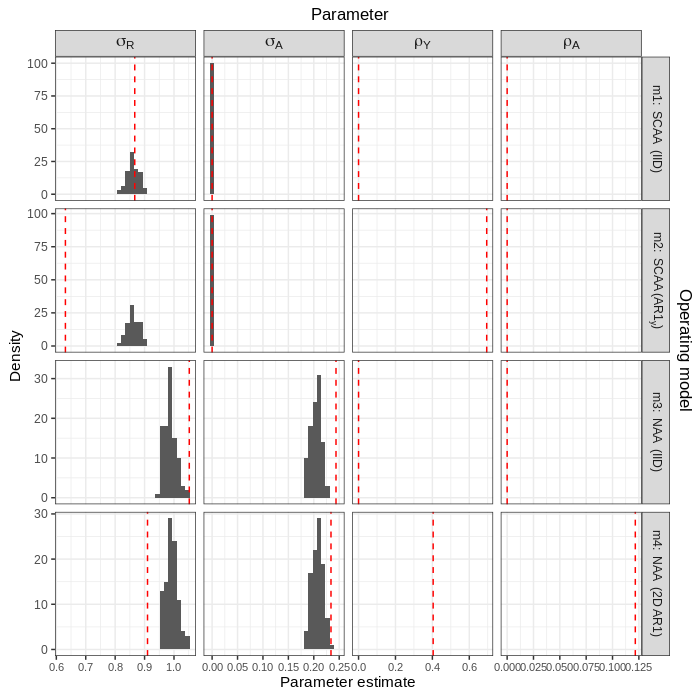 Parameter
σR σA ρY ρA
100
75
50
25
0
m1: SCAA (IID)
100
75
50
25
0
m2: SCAA (AR1y)
Density
Operating model
30
20
10
0
m3: NAA (IID)
30
20
10
0
m4: NAA (2D AR1)
0.6 0.7 0.8 0.9 1.0 0.00 0.05 0.10 0.15 0.20 0.25 0.0 0.2 0.4 0.6 0.000 0.025 0.050 0.075 0.100 0.125
Parameter estimate